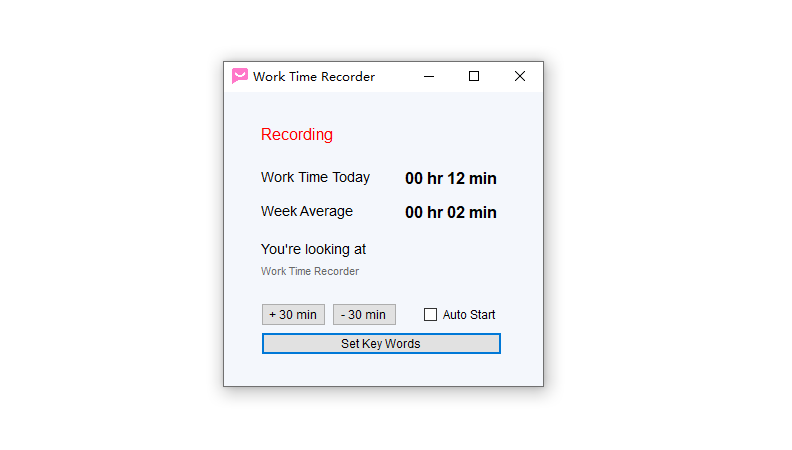 Work Time Recorder
Recording
Work Time Today 00 hr 12 min
Week Average 00 hr 02 min
You're looking at
Work Time Recorder
+ 30 min - 30 min Auto Start
Set Key Words